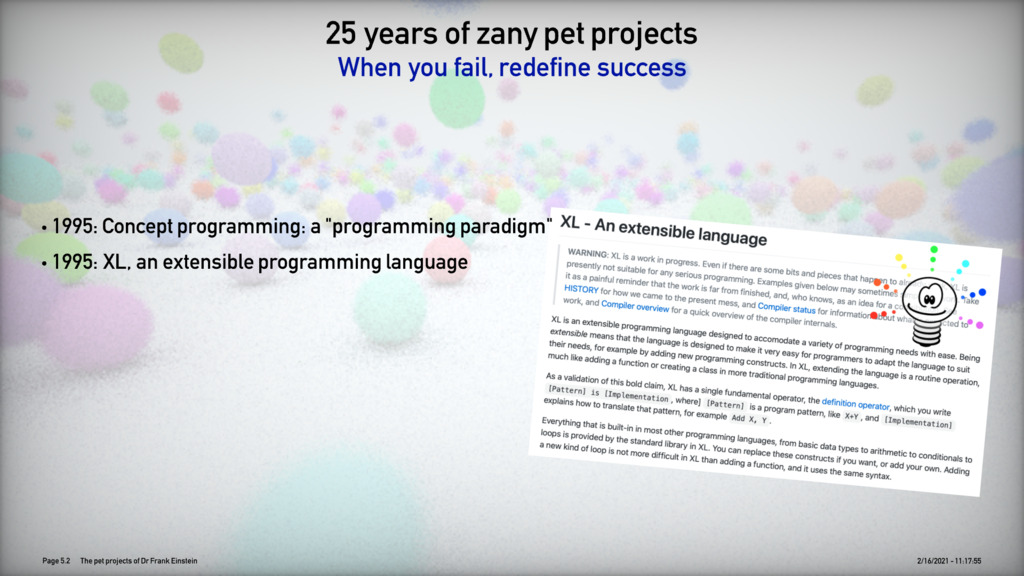 25 years of zany pet projects
When you fail, redefine success
• 1995: Concept programming: a "programming paradigm"
• 1995: XL, an extensible programming language
XL - An extensible language
WARNING: XL is a work in progress. Even if there are some bits and pieces that happen to XL is
presently not suitable for any serious programming. Examples given below may sometimes Take
it as a painful reminder that the work is far from finished, and, who knows, as an idea for a
HISTORY for how we came to the present mess, and Compiler status for information about to
work, and Compiler overview for a quick overview of the compiler internals.
XL is an extensible programming language designed to accomodate a variety of programming needs with ease. Being
extensible means that the language is designed to make it very easy for programmers to adapt the language to suit
their needs, for example by adding new programming constructs. In XL, extending the language is a routine operation,
much like adding a function or creating a class in more traditional programming languages.
As a validation of this bold claim, XL has a single fundamental operator, the definition operator, which you write
[Pattern] is [Implementation , where] [Pattern] is a program pattern, like X+Y , and [Implementation]
explains how to translate that pattern, for example Add X, Y .
Everything that is built-in in most other programming languages, from basic data types to arithmetic to conditionals to
loops is provided by the standard library in XL. You can replace these constructs if you want, or add your own. Adding
a new kind of loop is not more difficult in XL than adding a function, and it uses the same syntax.
Page 5.2 The pet projects of Dr Frank Einstein
2/16/2021 - 11:17:55